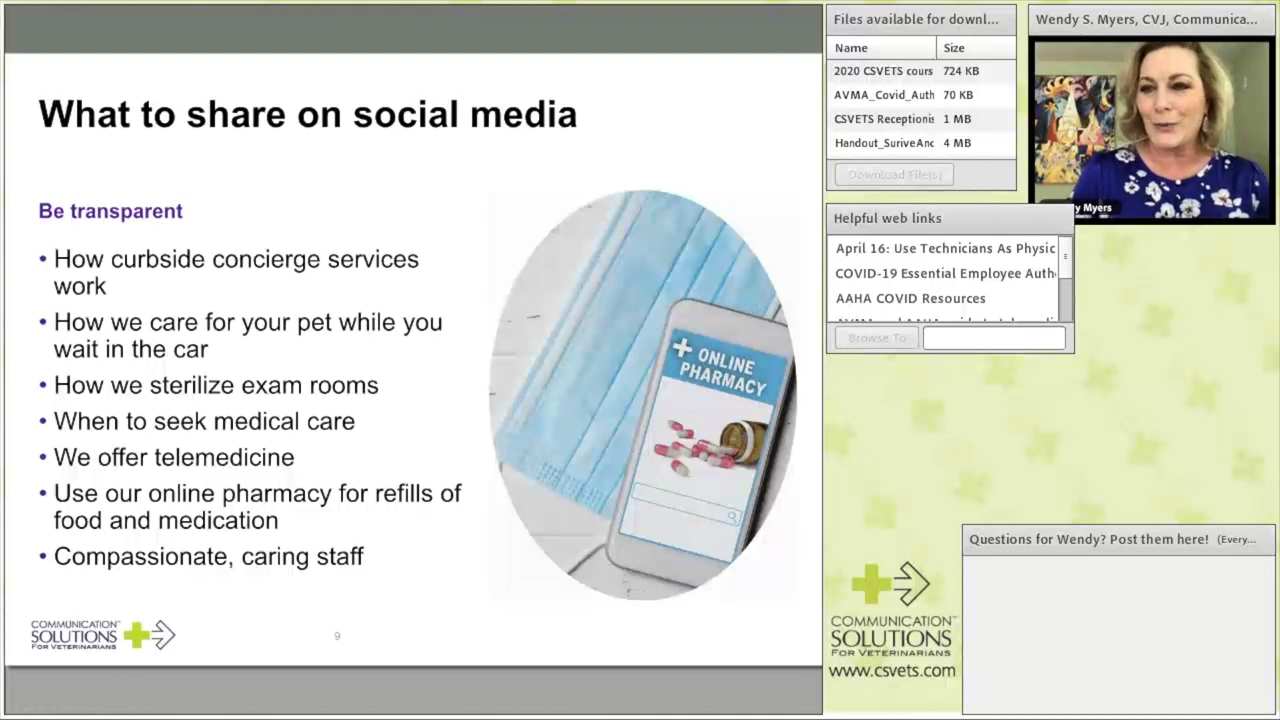 What to share on social media
Be transparent
• How curbside concierge services
work
• How we care for your pet while you
wait in the car
• How we sterilize exam rooms
• When to seek medical care
• We offer telemedicine
• Use our online pharmacy for refills of
food and medication
• Compassionate, caring staff
ONLINE
PHARMACY
COMMUNICATION™
SOLUTIONS
FOR VETERINARIANS
9
Files available for downl...
Name Size
2020 CSVETS cours 724 KB
AVMA_Covid_Auth 70 KB
CSVETS Receptionis 1 MB
Handout_SuriveAnc 4 MB
Download File(s)
Wendy S. Myers, CVJ, Communica...
y Myers
Helpful web links
April 16: Use Technicians As Physic
COVID-19 Essential Employee Auth
AAHA COVID Resources
Browse To
COMMUNICATION™
SOLUTIONS
FOR VETERINARIANS
www.csvets.com
Questions for Wendy? Post them here! (Every...